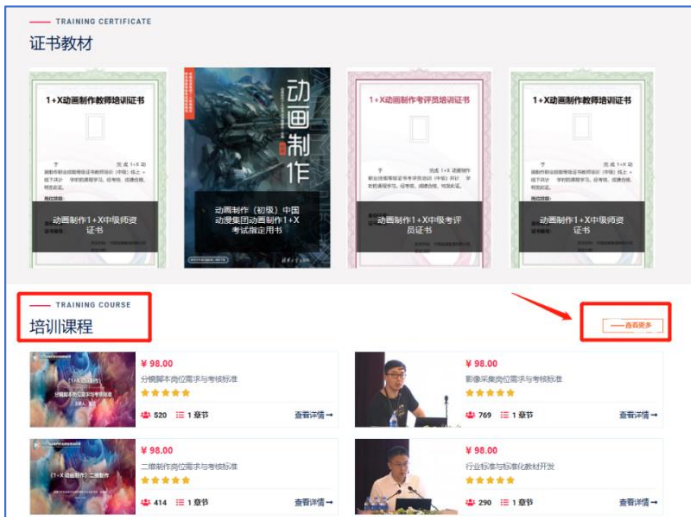 TRAINING CERTIFICATE
证书教材
1+X动画制作教师培训证书
动画制作1+X中级师资
证书
动画制作
动画制作（初级）中国
动漫集团动画制作1+X
考试指定用书
1+X动画制作考评员培训证书
动画制作1+X中级考评
员证书
1+X动画制作教师培训证书
动画制作1+X中级师资
证书
TRAINING COURSE
培训课程
查看更多
¥ 98.00
分镜脚本岗位需求与考核标准
520 1 章节
查看详情→
¥ 98.00
影像采集岗位需求与考核标准
769 1 章节
查看详情→
¥ 98.00
二维制作岗位需求与考核标准
414 1 章节
查看详情→
¥ 98.00
行业标准与标准化教材开发
290 1 章节
查看详情→